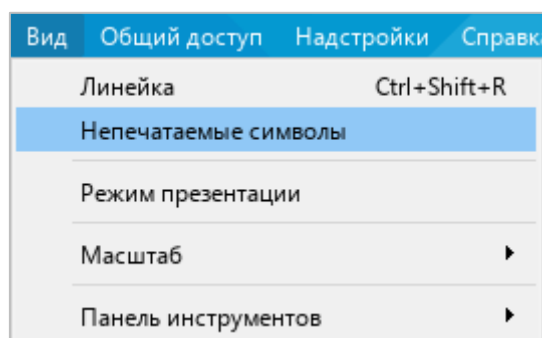 Вид Общий доступ Надстройки Справк
Линейка Ctrl+Shift+R
Непечатаемые символы
Режим презентации
Масштаб
Панель инструментов